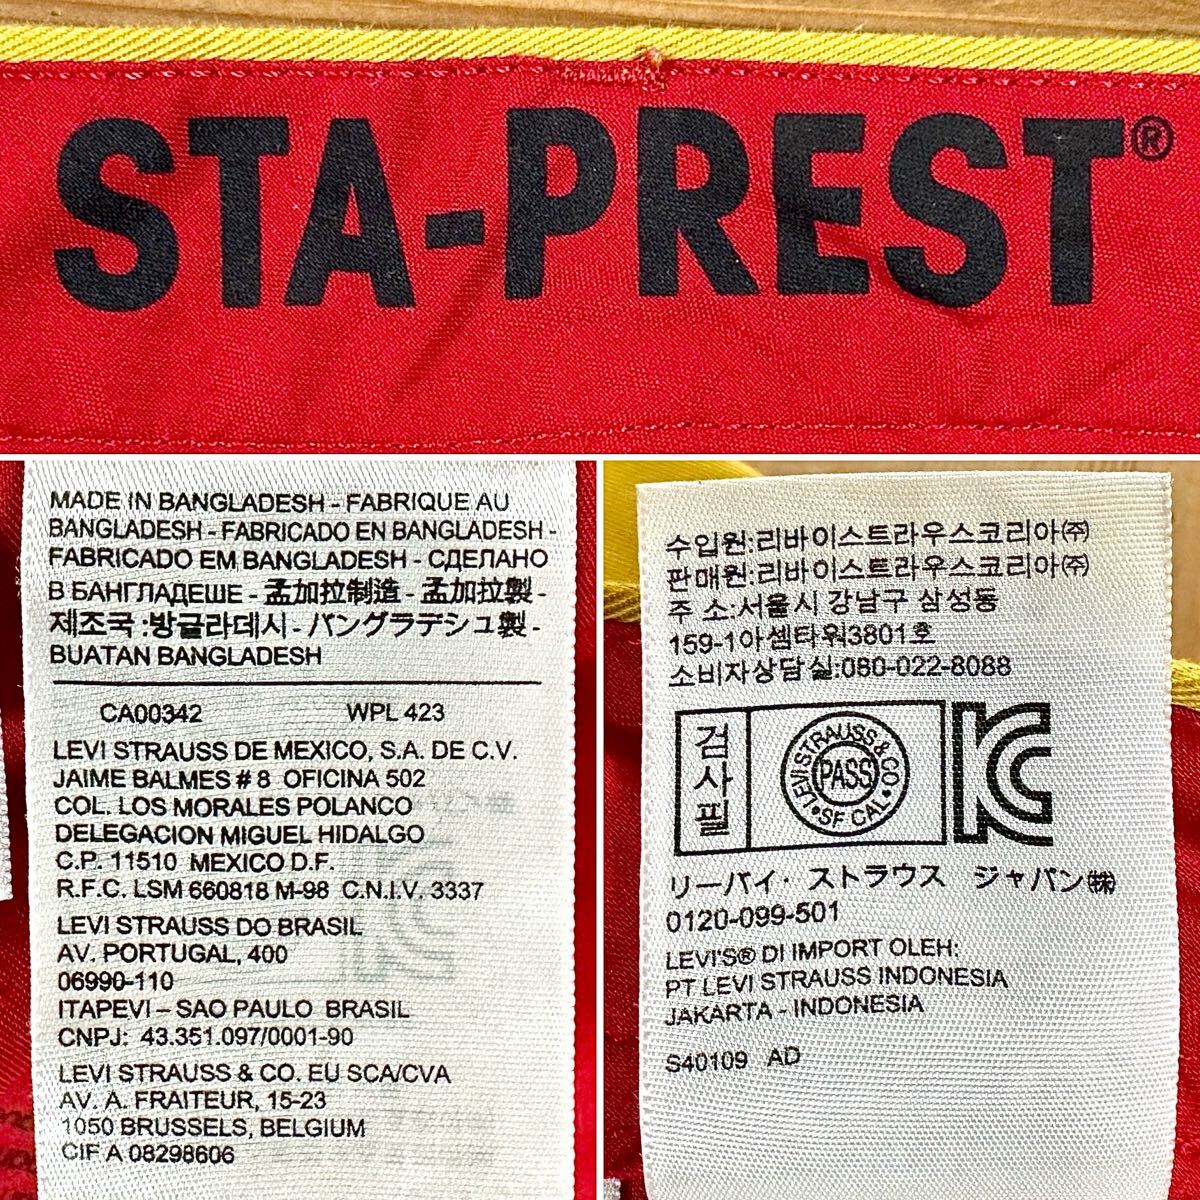 STA-PREST®
MADE IN BANGLADESH - FABRIQUE AU
BANGLADESH - FABRICADO EN BANGLADESH -
FABRICADO EM BANGLADESH - СДЕЛАНО
В БАНГЛАДЕШЕ - 孟加拉制造 - 孟加拉製 -
제조국 :방글라데시 - バングラデシュ製 -
BUATAN BANGLADESH
CA00342 WPL 423
LEVI STRAUSS DE MEXICO, S.A. DE C.V.
JAIME BALMES # 8 OFICINA 502
COL. LOS MORALES POLANCO
DELEGACION MIGUEL HIDALGO
C.P. 11510 MEXICO D.F.
R.F.C. LSM 660818 M-98 C.N.I.V. 3337
LEVI STRAUSS DO BRASIL
AV. PORTUGAL, 400
06990-110
ITAPEVI – SAO PAULO BRASIL
CNPJ: 43.351.097/0001-90
LEVI STRAUSS & CO. EU SCA/CVA
AV. A. FRAITEUR, 15-23
1050 BRUSSELS, BELGIUM
CIF A 08298606
수입원:리바이스트라우스코리아㈜
판매원:리바이스트라우스코리아㈜
주 소:서울시 강남구 삼성동
159-1아셈타워3801호
소비자상담실:080-022-8088
검사필
LEVI STRAUSS & CO.
PASS
SF CAL
リーバイ・ストラウス ジャパン㈱
0120-099-501
LEVI'S® DI IMPORT OLEH:
PT LEVI STRAUSS INDONESIA
JAKARTA - INDONESIA
S40109 AD